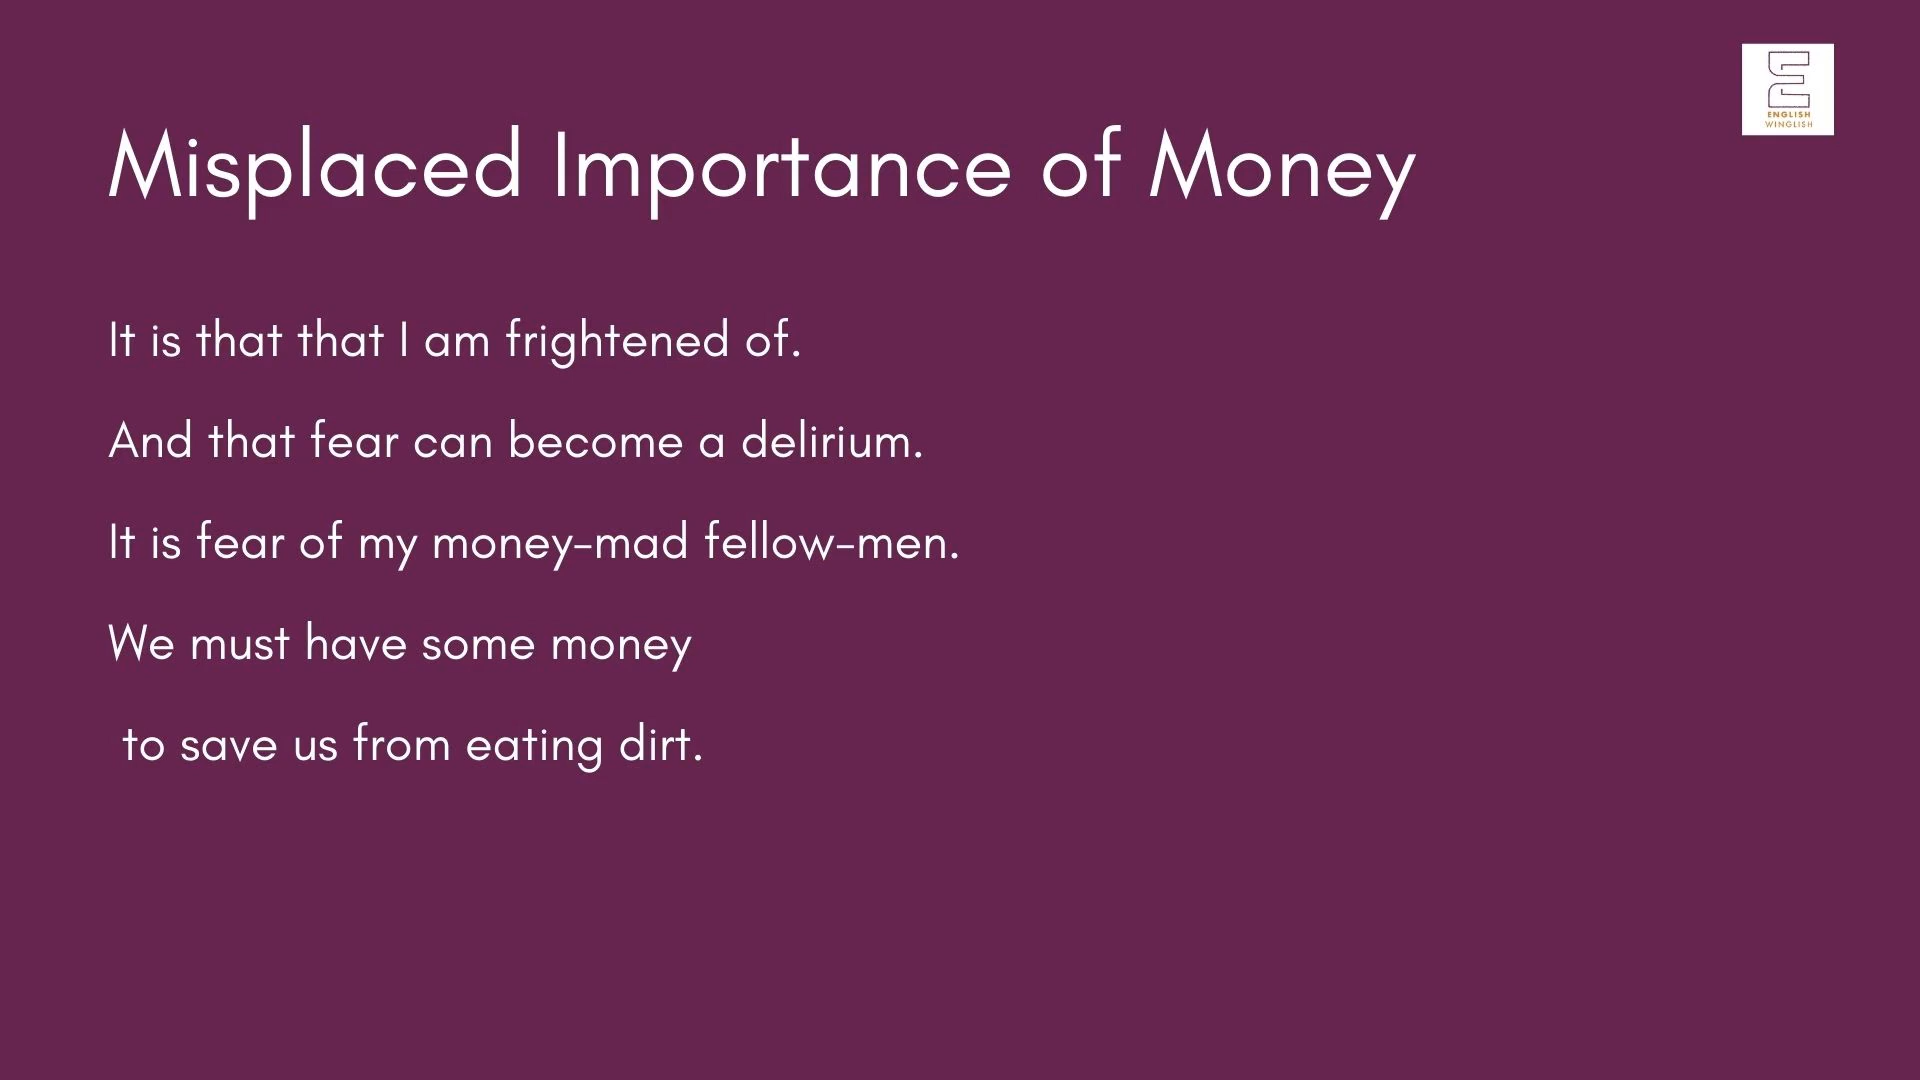 ENGLISH
WINGLISH
Misplaced Importance of Money
It is that that I am frightened of.
And that fear can become a delirium.
It is fear of my money-mad fellow-men.
We must have some money
to save us from eating dirt.